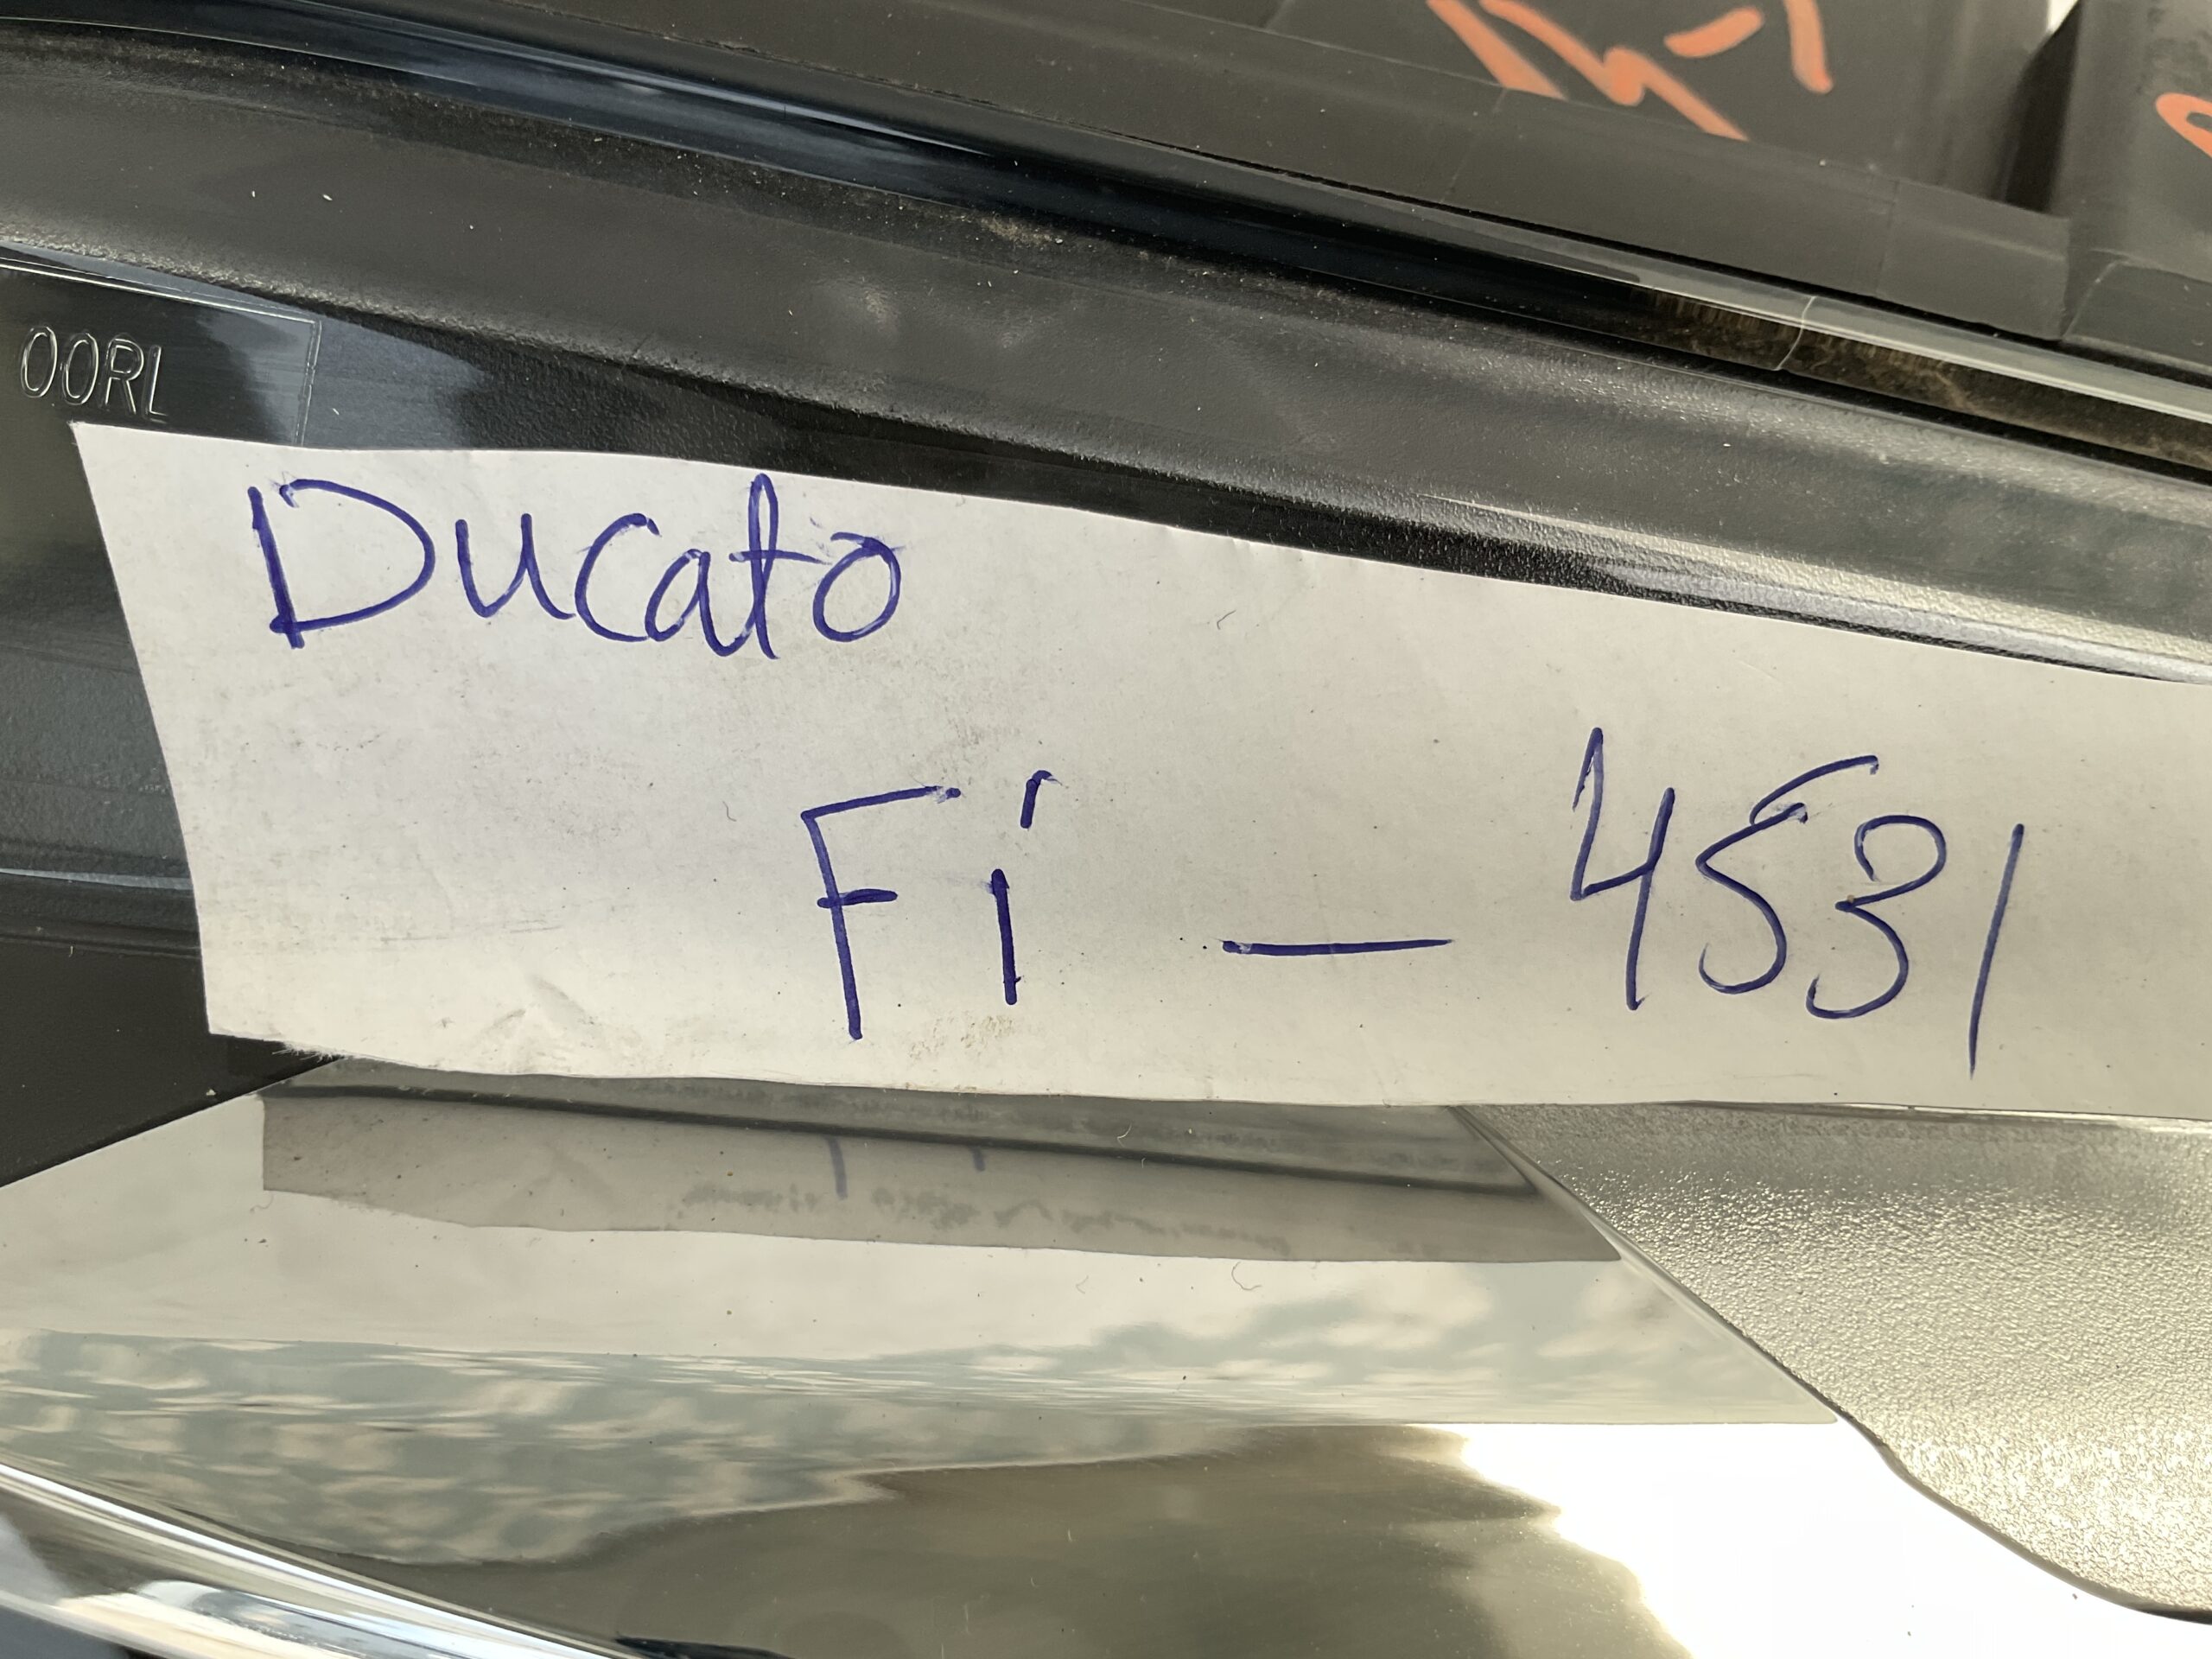 00RL
Ducato
Fi — 4531